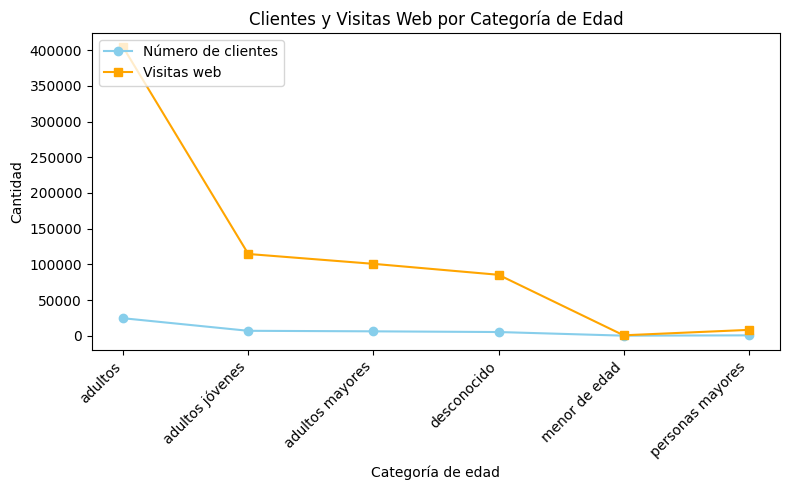 Clientes y Visitas Web por Categoría de Edad
Número de clientes
Visitas web
Cantidad
400000
350000
300000
250000
200000
150000
100000
50000
0
adultos
adultos jóvenes
adultos mayores
desconocido
menor de edad
personas mayores
Categoría de edad